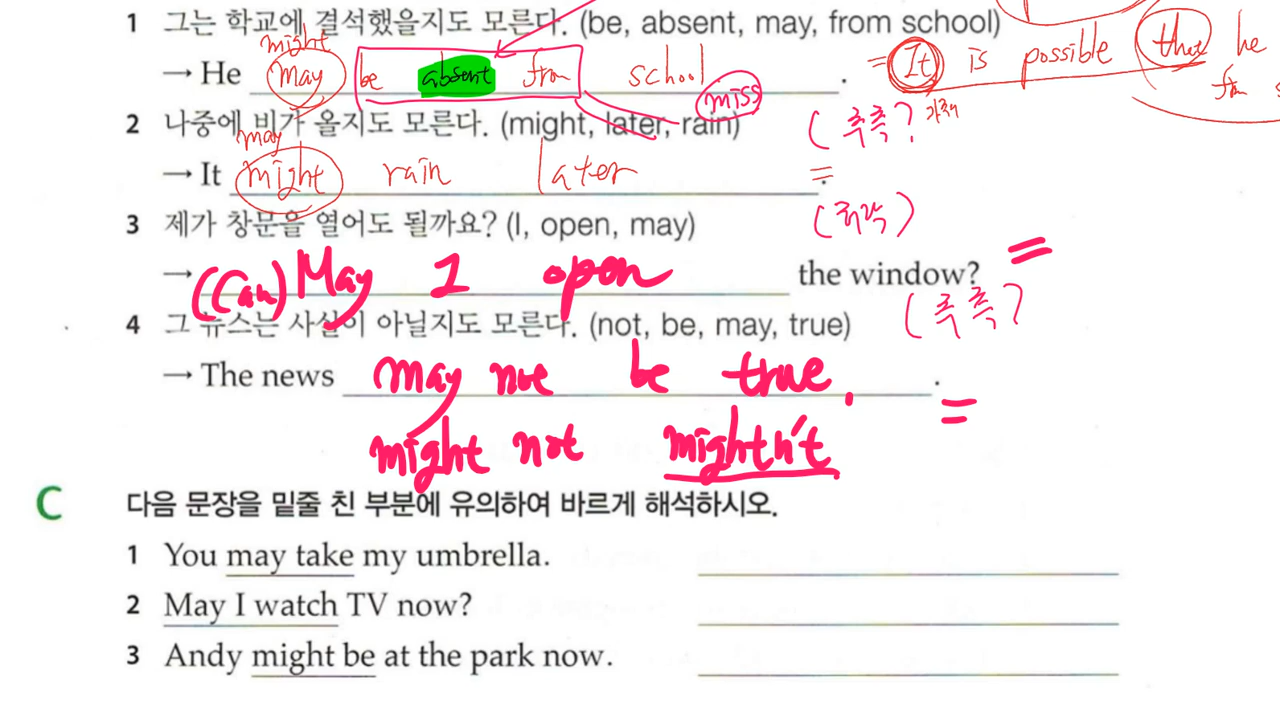 1 그는 학교에 결석했을지도 모른다. (be, absent, may, from school)
might
→ He may be absent from school.
miss
= It is possible that he
from
2 나중에 비가 올지도 모른다. (might, later, rain)
(추측?
may
→ It might rain later.
=
3 제가 창문을 열어도 될까요? (I, open, may)
(허락)
→ (Can) May I open the window? =
4 그 뉴스는 사실이 아닐지도 모른다. (not, be, may, true)
(추측?
→ The news may not be true. =
might not mightn't
C 다음 문장을 밑줄 친 부분에 유의하여 바르게 해석하시오.
1 You may take my umbrella.
2 May I watch TV now?
3 Andy might be at the park now.